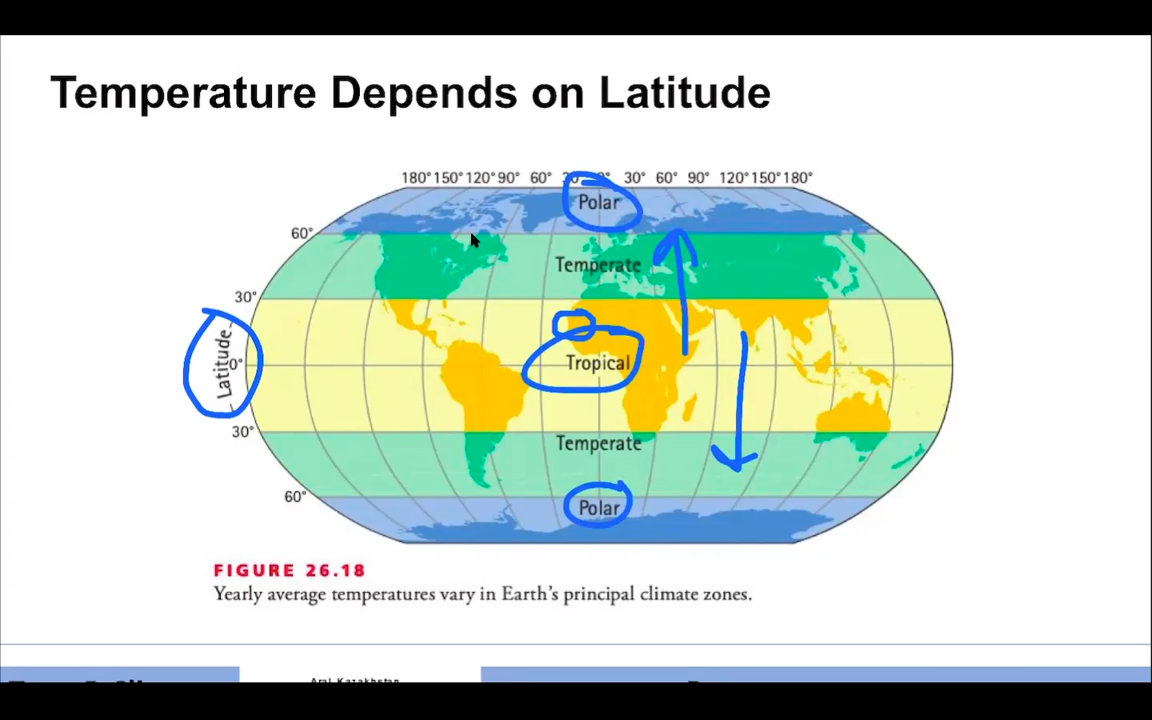 Temperature Depends on Latitude
180° 150° 120° 90° 60° 30° 0° 30° 60° 90° 120° 150° 180°
Polar
60°
Temperate
30°
Latitude
0°
Tropical
30°
Temperate
60°
Polar
FIGURE 26.18
Yearly average temperatures vary in Earth's principal climate zones.